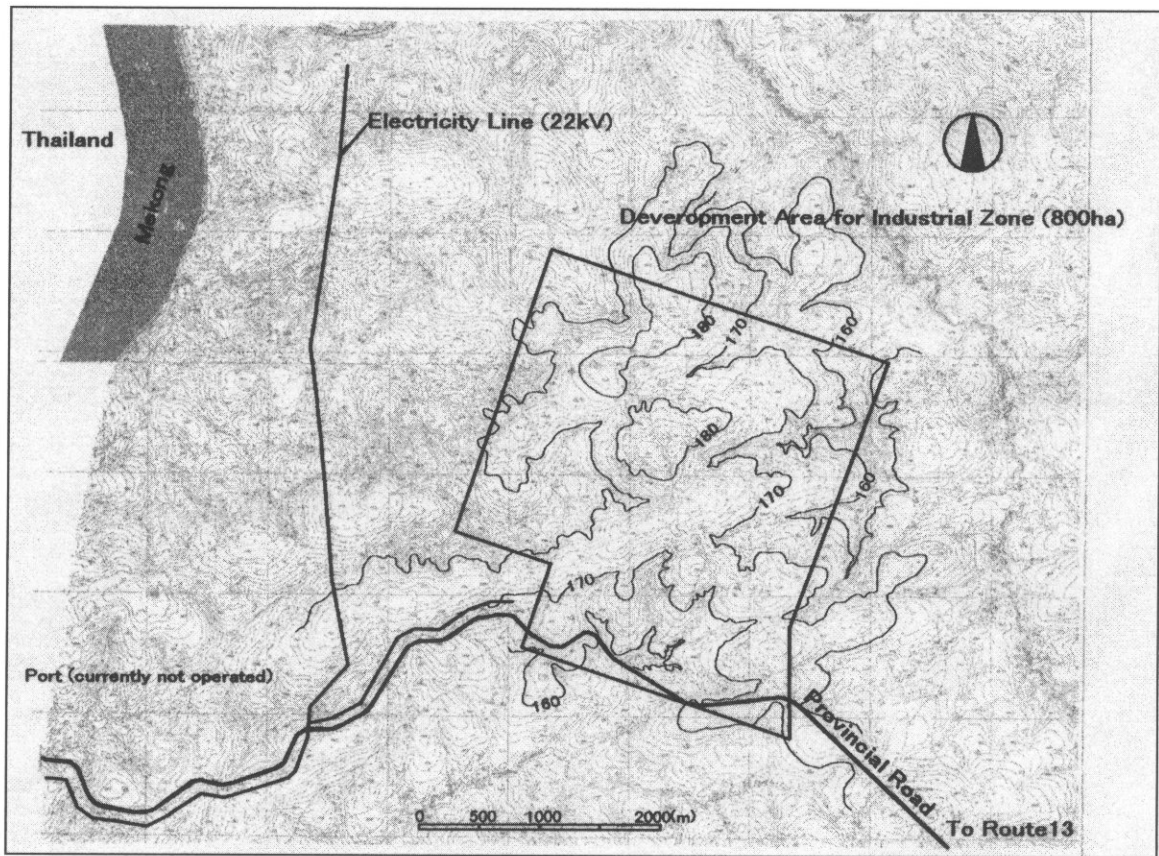 Electricity Line (22kV)
Thailand
Mekong
Deveropment Area for Industrial Zone (800ha)
180
170
160
180
170
160
170
Port (currently not operated)
160
Provincial Road
0 500 1000 2000(m)
To Route13